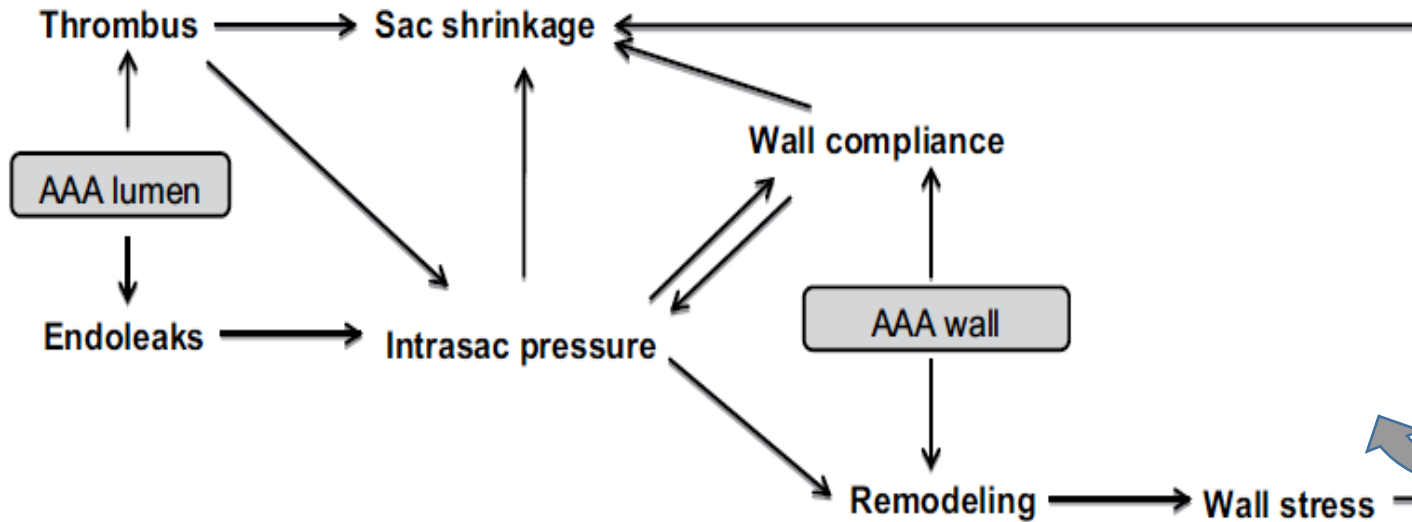 Thrombus
Sac shrinkage
Wall compliance
AAA lumen
AAA wall
Endoleaks
Intrasac pressure
Remodeling
Wall stress